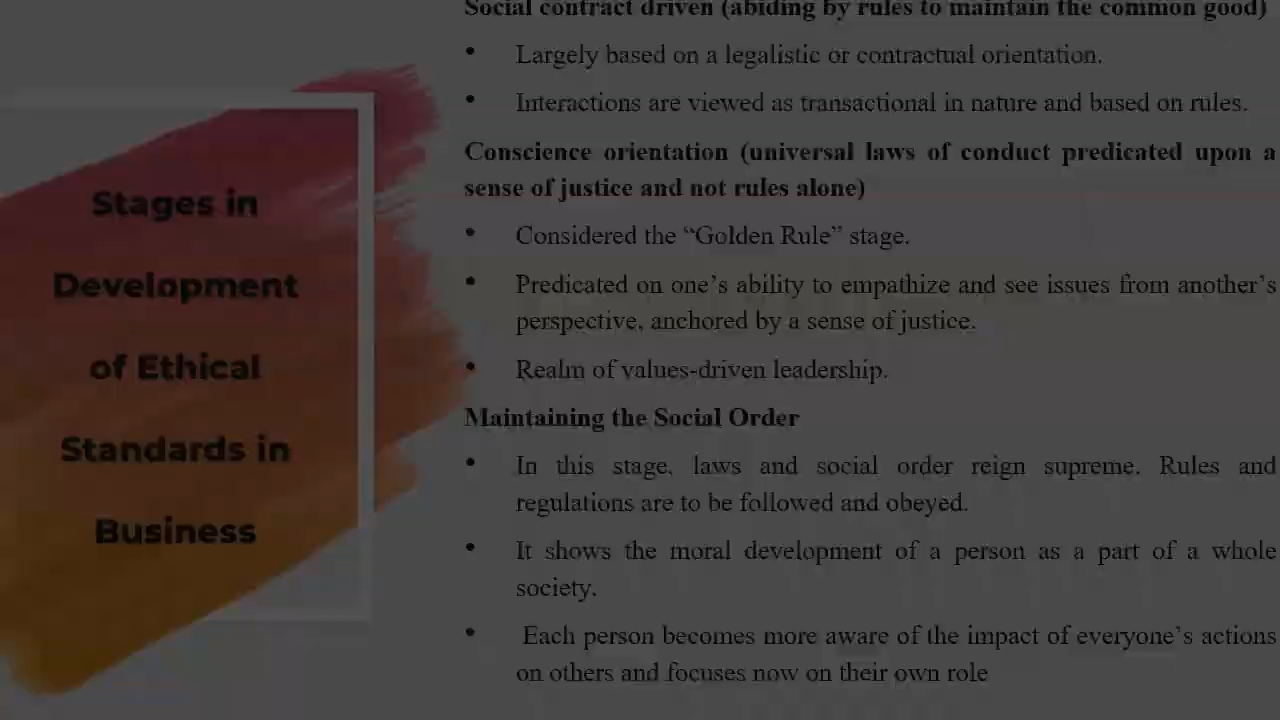 Stages in
Development
of Ethical
Standards in
Business
Social contract driven (abiding by rules to maintain the common good)
• Largely based on a legalistic or contractual orientation.
• Interactions are viewed as transactional in nature and based on rules.
Conscience orientation (universal laws of conduct predicated upon a
sense of justice and not rules alone)
• Considered the “Golden Rule” stage.
• Predicated on one’s ability to empathize and see issues from another’s
perspective, anchored by a sense of justice.
• Realm of values-driven leadership.
Maintaining the Social Order
• In this stage, laws and social order reign supreme. Rules and
regulations are to be followed and obeyed.
• It shows the moral development of a person as a part of a whole
society.
• Each person becomes more aware of the impact of everyone’s actions
on others and focuses now on their own role